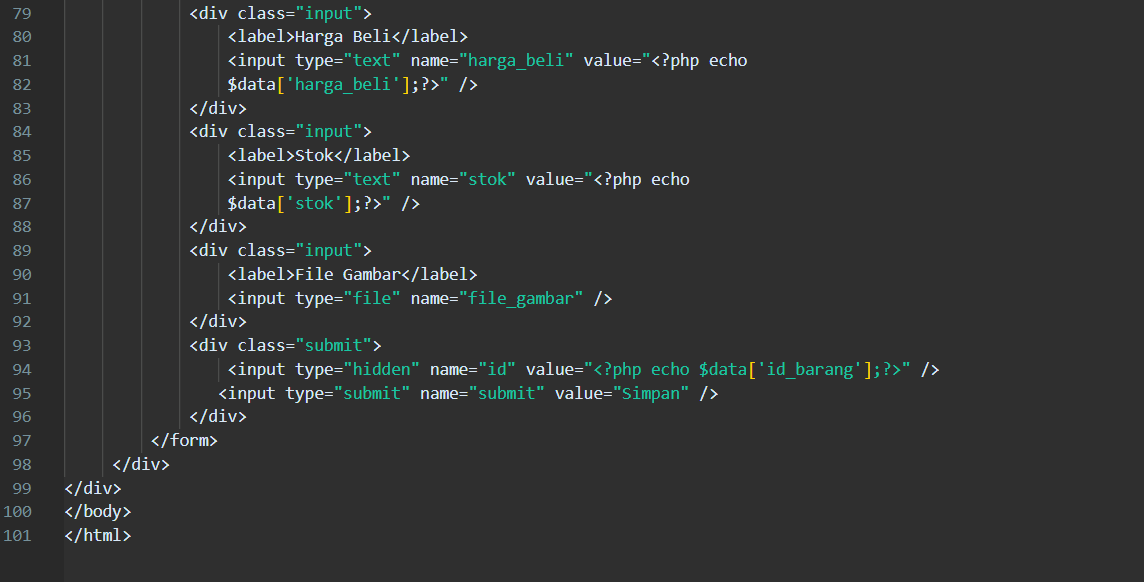 79 <div class="input">
80 <label>Harga Beli</label>
81 <input type="text" name="harga_beli" value="<?php echo
82 $data['harga_beli'];?>" />
83 </div>
84 <div class="input">
85 <label>Stok</label>
86 <input type="text" name="stok" value="<?php echo
87 $data['stok'];?>" />
88 </div>
89 <div class="input">
90 <label>File Gambar</label>
91 <input type="file" name="file_gambar" />
92 </div>
93 <div class="submit">
94 <input type="hidden" name="id" value="<?php echo $data['id_barang'];?>" />
95 <input type="submit" name="submit" value="Simpan" />
96 </div>
97 </form>
98 </div>
99 </div>
100 </body>
101 </html>